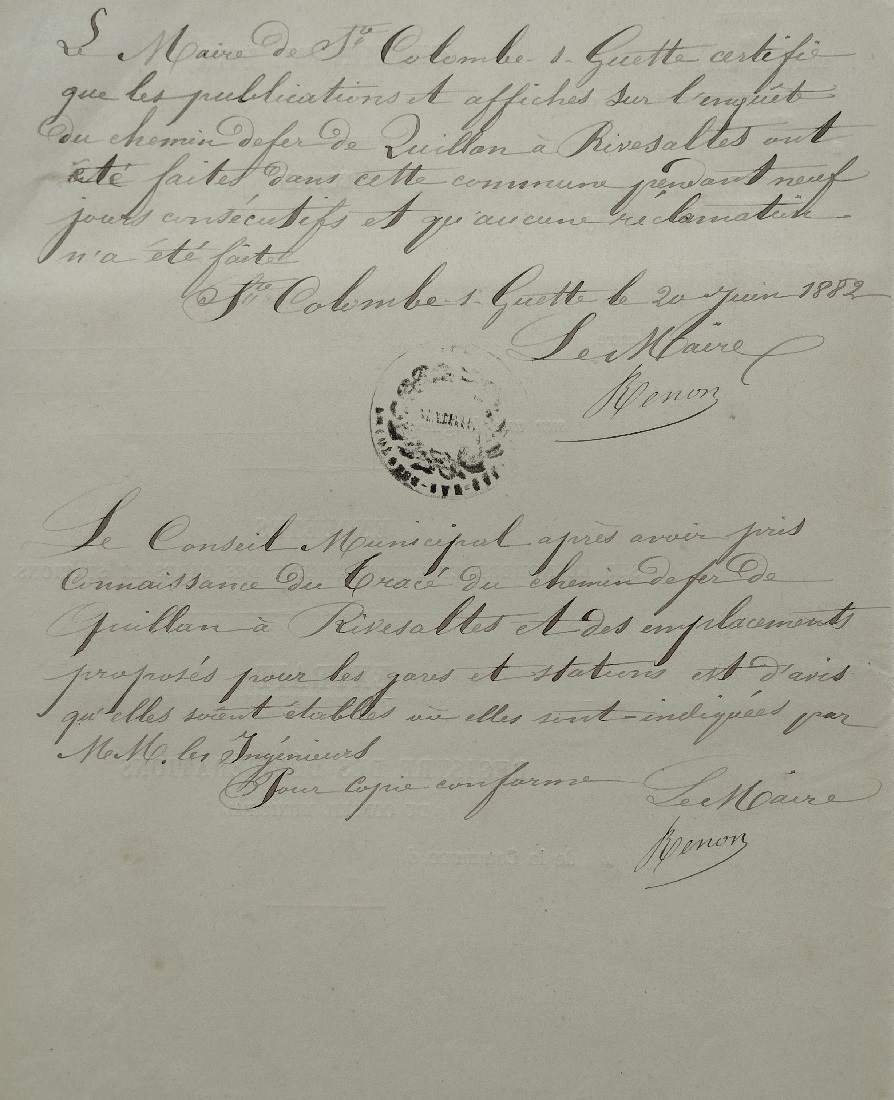 Le Maire de Ste Colombe-s-Guette certifie
que les publications et affiches sur l'enquête
du chemin de fer de Quillan à Rivesaltes ont
été faites dans cette commune pendant neuf
jours consécutifs et qu'aucune réclamation
n'a été faite
Ste Colombe-s-Guette le 20 Juin 1882
Le Maire
Renon
MAIRIE
Le Conseil Municipal après avoir pris
connaissance du tracé du chemin de fer de
Quillan à Rivesaltes et des emplacements
proposés pour les gares et stations est d'avis
qu'elles soient établies où elles sont indiquées par
M.M. les Ingénieurs
Pour copie conforme
Le Maire
Renon